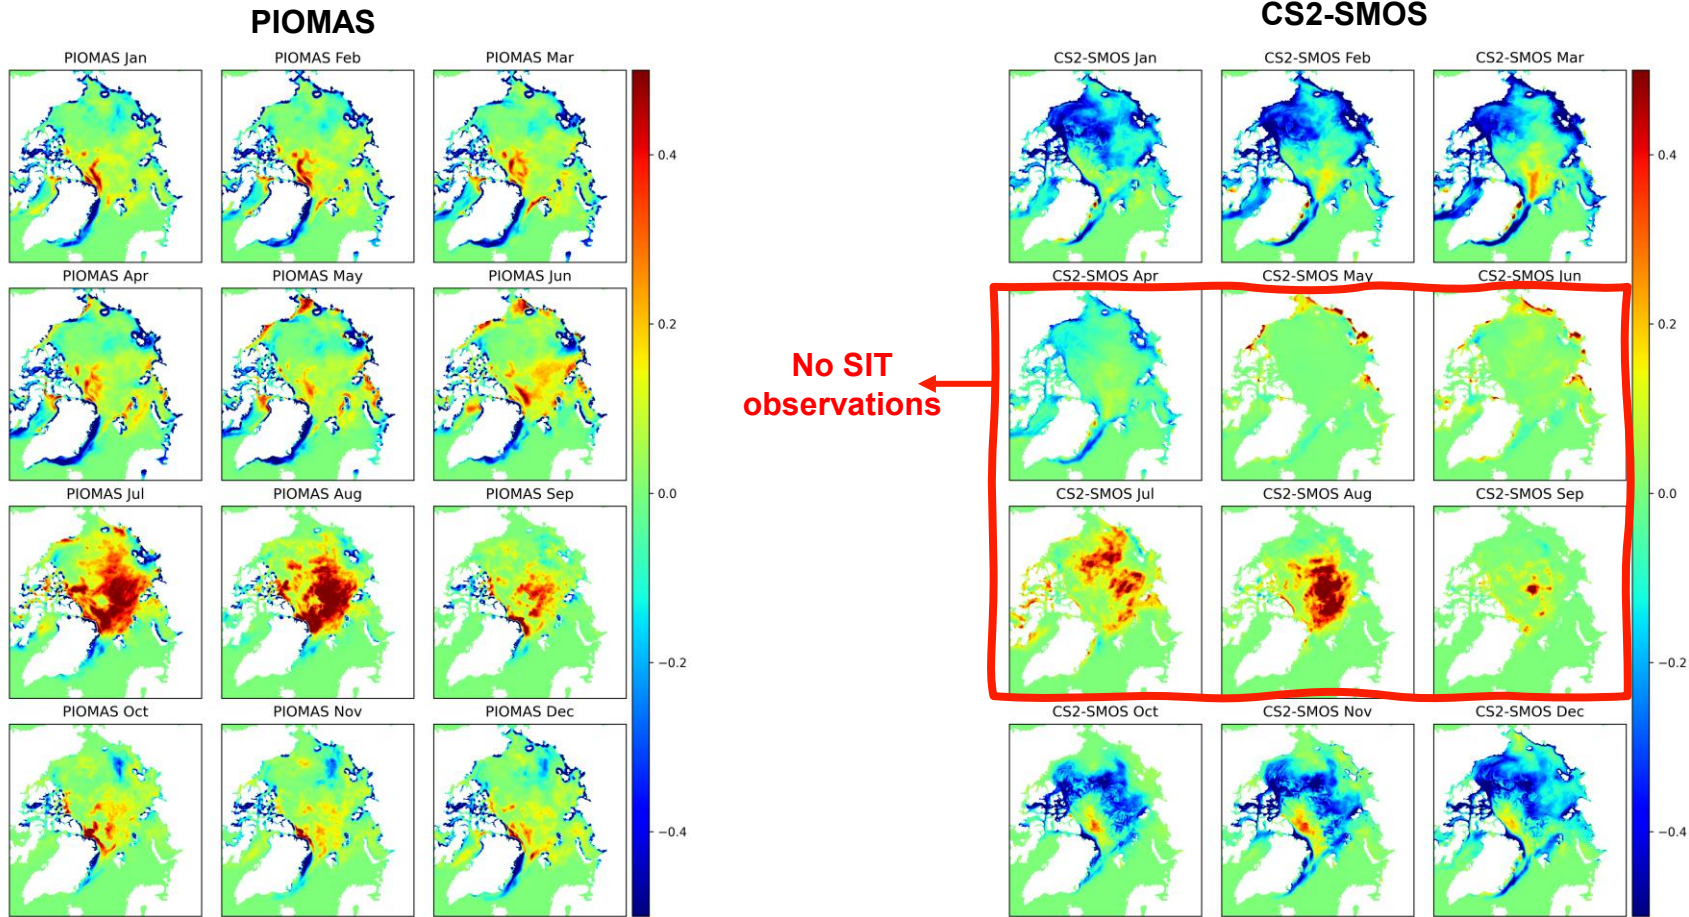 PIOMAS
CS2-SMOS
PIOMAS Jan
PIOMAS Feb
PIOMAS Mar
PIOMAS Apr
PIOMAS May
PIOMAS Jun
PIOMAS Jul
PIOMAS Aug
PIOMAS Sep
PIOMAS Oct
PIOMAS Nov
PIOMAS Dec
0.4
0.2
0.0
−0.2
−0.4
No SIT
observations
CS2-SMOS Jan
CS2-SMOS Feb
CS2-SMOS Mar
CS2-SMOS Apr
CS2-SMOS May
CS2-SMOS Jun
CS2-SMOS Jul
CS2-SMOS Aug
CS2-SMOS Sep
CS2-SMOS Oct
CS2-SMOS Nov
CS2-SMOS Dec
0.4
0.2
0.0
−0.2
−0.4